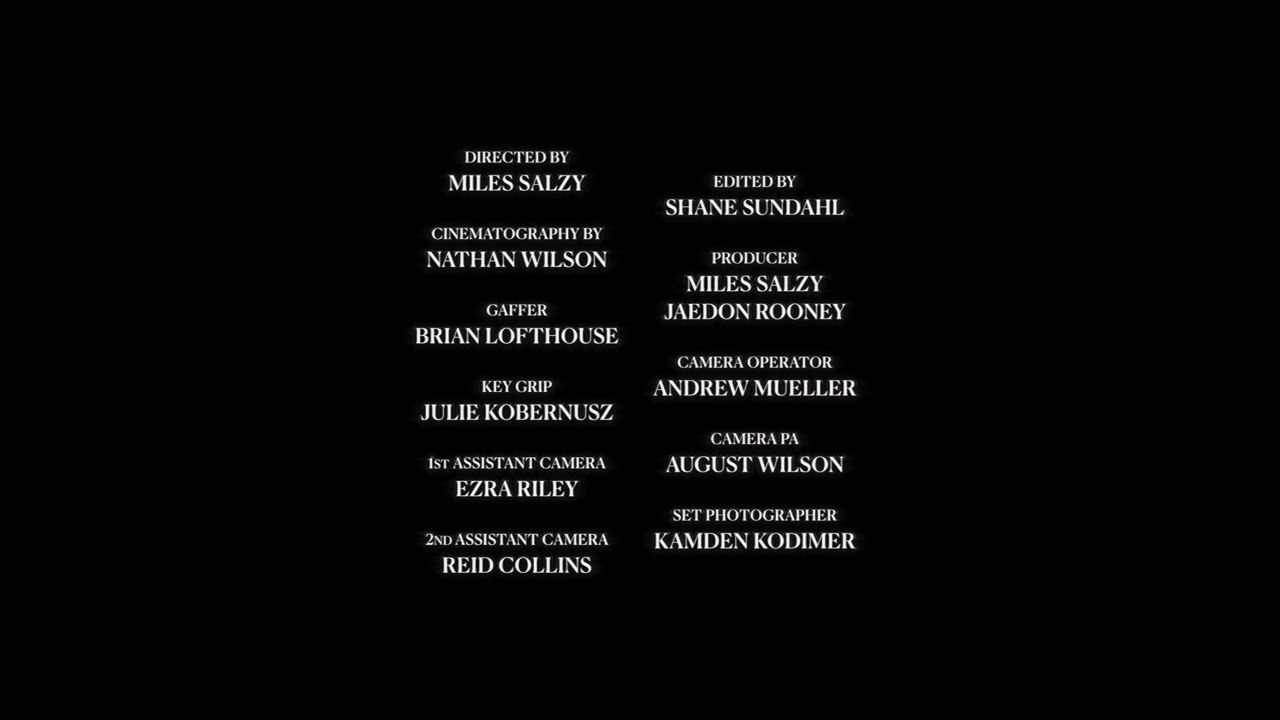 DIRECTED BY
MILES SALZY
CINEMATOGRAPHY BY
NATHAN WILSON
GAFFER
BRIAN LOFTHOUSE
KEY GRIP
JULIE KOBERNUSZ
1ST ASSISTANT CAMERA
EZRA RILEY
2ND ASSISTANT CAMERA
REID COLLINS
EDITED BY
SHANE SUNDAHL
PRODUCER
MILES SALZY
JAEDON ROONEY
CAMERA OPERATOR
ANDREW MUELLER
CAMERA PA
AUGUST WILSON
SET PHOTOGRAPHER
KAMDEN KODIMER